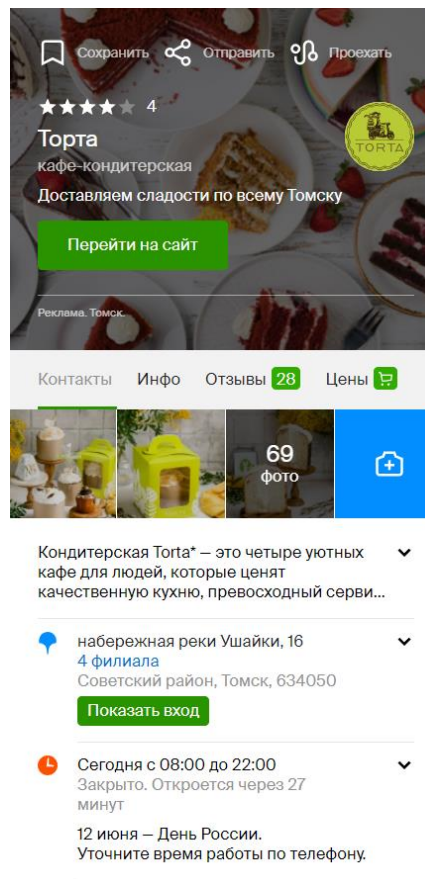 Сохранить Отправить Проехать
4
Торта
кафе-кондитерская
TORTA
Доставляем сладости по всему Томску
Перейти на сайт
Реклама. Томск.
Контакты Инфо Отзывы 28 Цены
69
фото
Кондитерская Torta* — это четыре уютных
кафе для людей, которые ценят
качественную кухню, превосходный серви...
набережная реки Ушайки, 16
4 филиала
Советский район, Томск, 634050
Показать вход
Сегодня с 08:00 до 22:00
Закрыто. Откроется через 27
минут
12 июня — День России.
Уточните время работы по телефону.